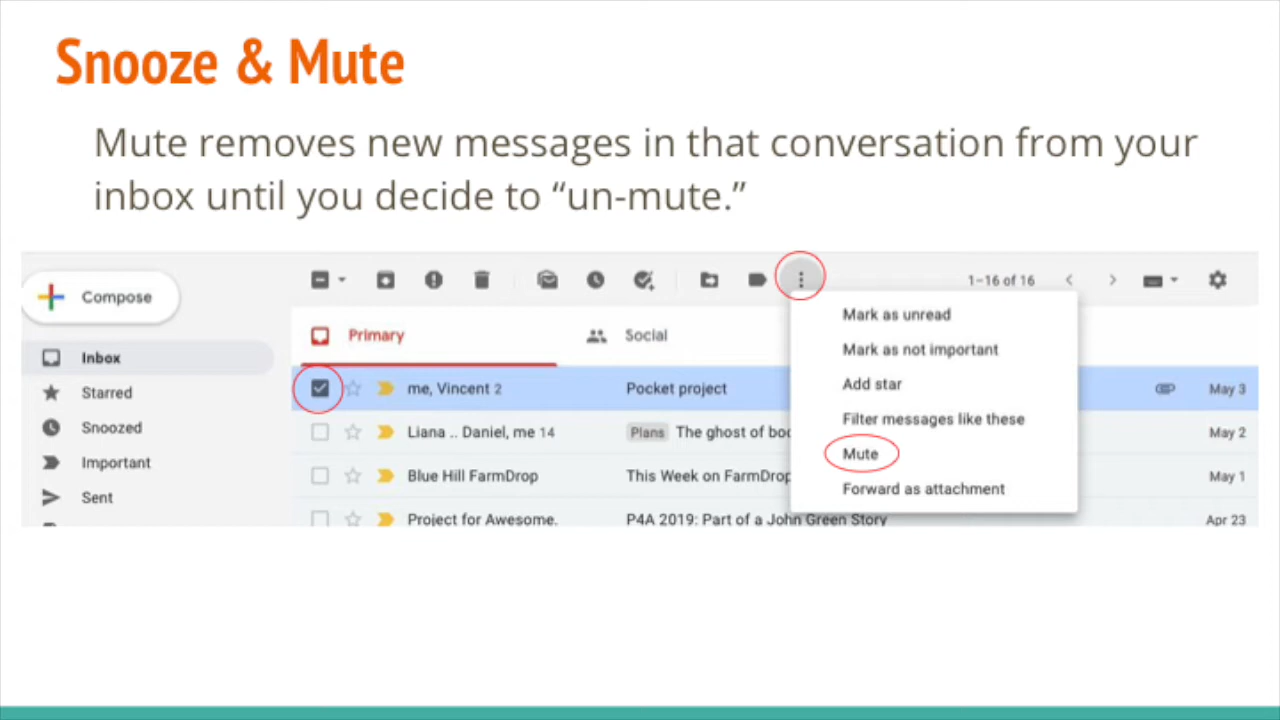 Snooze & Mute
Mute removes new messages in that conversation from your
inbox until you decide to “un-mute.”
Compose
1–16 of 16
Mark as unread
Primary
Social
Mark as not important
Inbox
Add star
me, Vincent 2
Pocket project
May 3
Starred
Filter messages like these
Snoozed
Liana .. Daniel, me 14
Plans The ghost of
May 2
Mute
Important
Blue Hill FarmDrop
This Week on FarmDrop
May 1
Forward as attachment
Sent
Project for Awesome.
P4A 2019: Part of a John Green Story
Apr 23